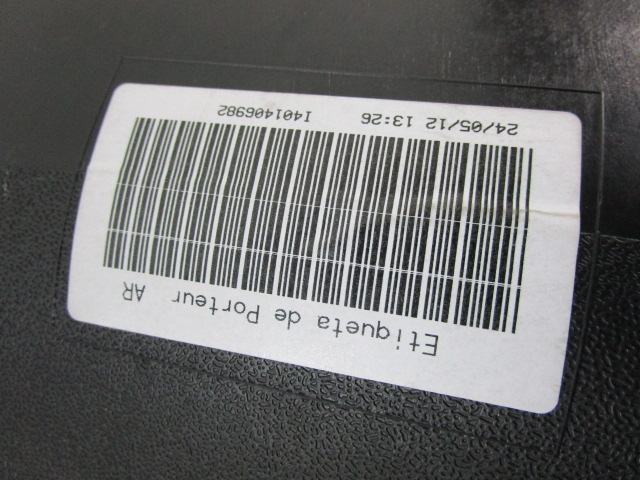 Etiqueta de Porteur AR
24/05/12 13:26 I401406982